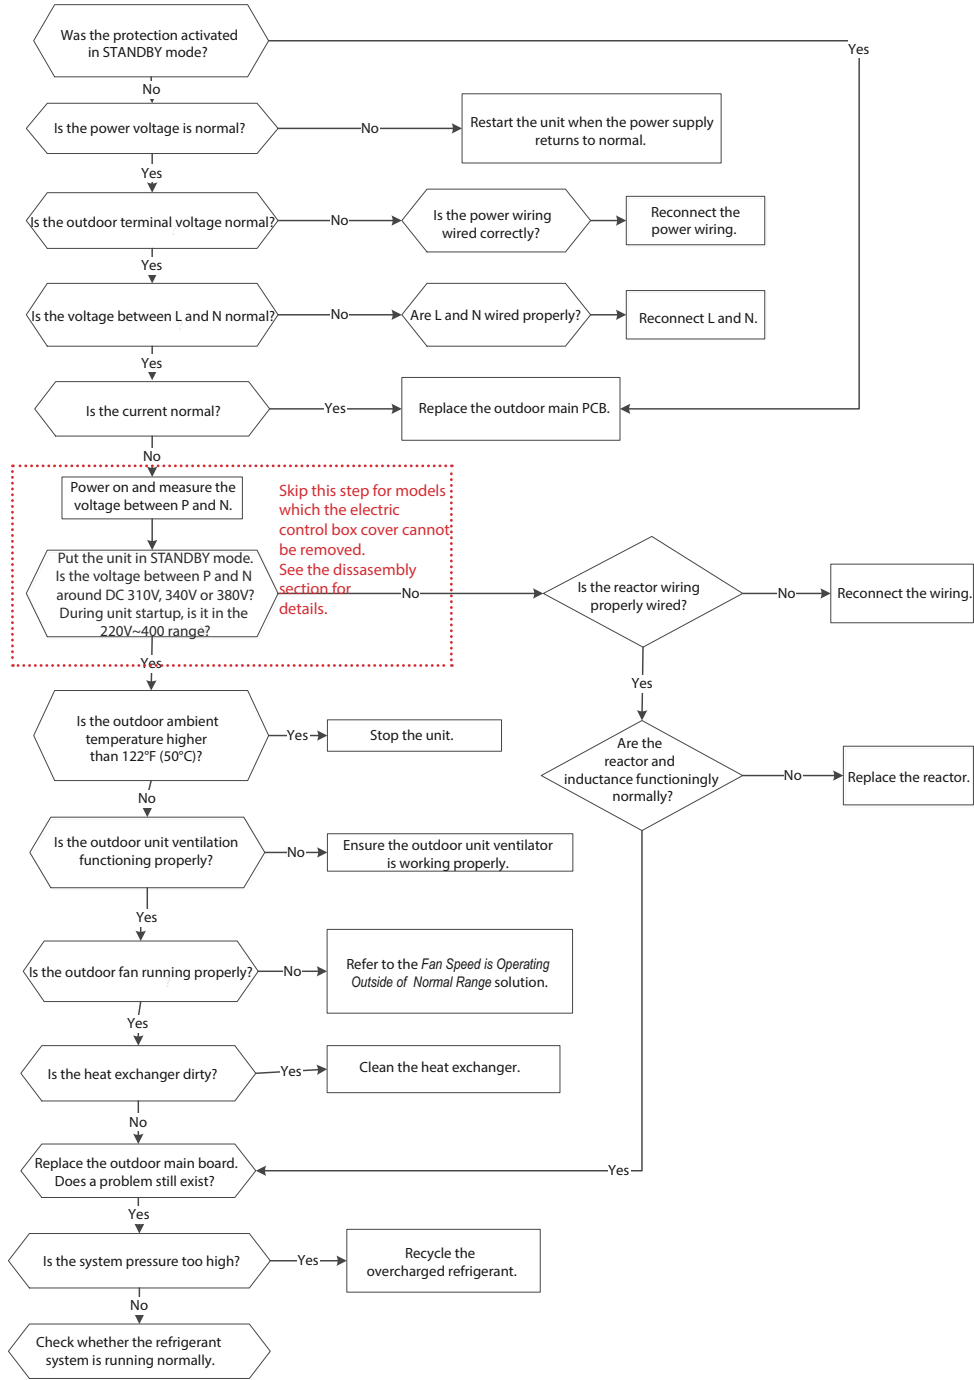 Was the protection activated
in STANDBY mode?
Yes
No
Is the power voltage is normal?
No
Restart the unit when the power supply
returns to normal.
Yes
Is the outdoor terminal voltage normal?
No
Is the power wiring
wired correctly?
Reconnect the
power wiring.
Yes
Is the voltage between L and N normal?
No
Are L and N wired properly?
Reconnect L and N.
Yes
Is the current normal?
Yes
Replace the outdoor main PCB.
No
Power on and measure the
voltage between P and N.
Skip this step for models
which the electric
control box cover cannot
be removed.
See the dissasembly
section for
details.
Put the unit in STANDBY mode.
Is the voltage between P and N
around DC 310V, 340V or 380V?
During unit startup, is it in the
220V~400 range?
No
Is the reactor wiring
properly wired?
No
Reconnect the wiring.
Yes
Yes
Is the outdoor ambient
temperature higher
than 122°F (50°C)?
Yes
Stop the unit.
Are the
reactor and
inductance functioningly
normally?
No
Replace the reactor.
No
Is the outdoor unit ventilation
functioning properly?
No
Ensure the outdoor unit ventilator
is working properly.
Yes
Is the outdoor fan running properly?
No
Refer to the Fan Speed is Operating
Outside of Normal Range solution.
Yes
Is the heat exchanger dirty?
Yes
Clean the heat exchanger.
No
Replace the outdoor main board.
Does a problem still exist?
Yes
Yes
Is the system pressure too high?
Yes
Recycle the
overcharged refrigerant.
No
Check whether the refrigerant
system is running normally.